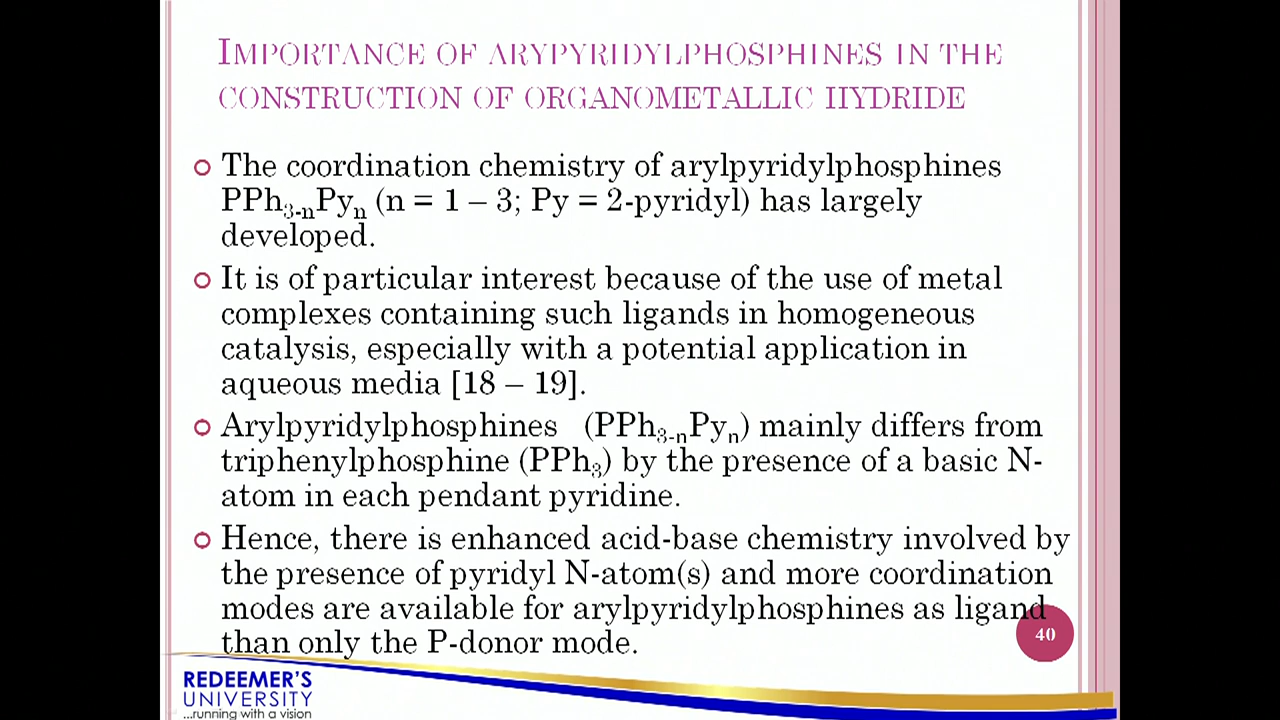 IMPORTANCE OF ARYPYRIDYLPHOSPHINES IN THE
CONSTRUCTION OF ORGANOMETALLIC HYDRIDE
The coordination chemistry of arylpyridylphosphines
PPh3-nPyn (n = 1 – 3; Py = 2-pyridyl) has largely
developed.
It is of particular interest because of the use of metal
complexes containing such ligands in homogeneous
catalysis, especially with a potential application in
aqueous media [18 – 19].
Arylpyridylphosphines (PPh3-nPyn) mainly differs from
triphenylphosphine (PPh3) by the presence of a basic N-
atom in each pendant pyridine.
Hence, there is enhanced acid-base chemistry involved by
the presence of pyridyl N-atom(s) and more coordination
modes are available for arylpyridylphosphines as ligand
than only the P-donor mode.
40
REDEEMER'S
UNIVERSITY
...running with a vision